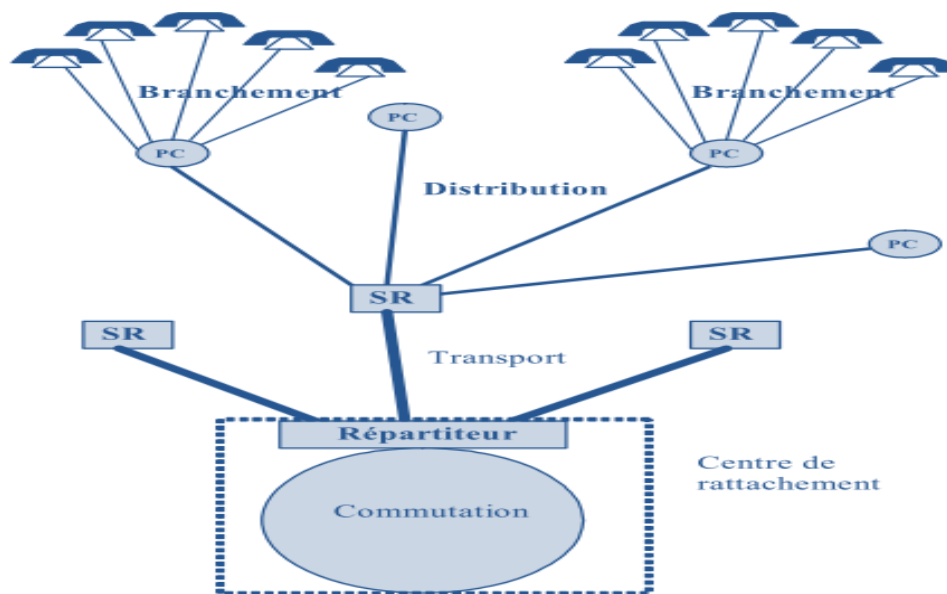 Branchement
Branchement
PC
PC
PC
Distribution
PC
SR
SR
SR
Transport
Répartiteur
Centre de
rattachement
Commutation